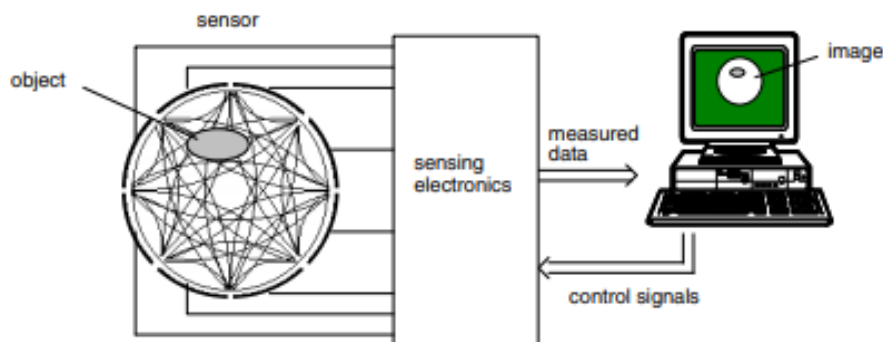 sensor
object
image
measured
data
sensing
electronics
control signals